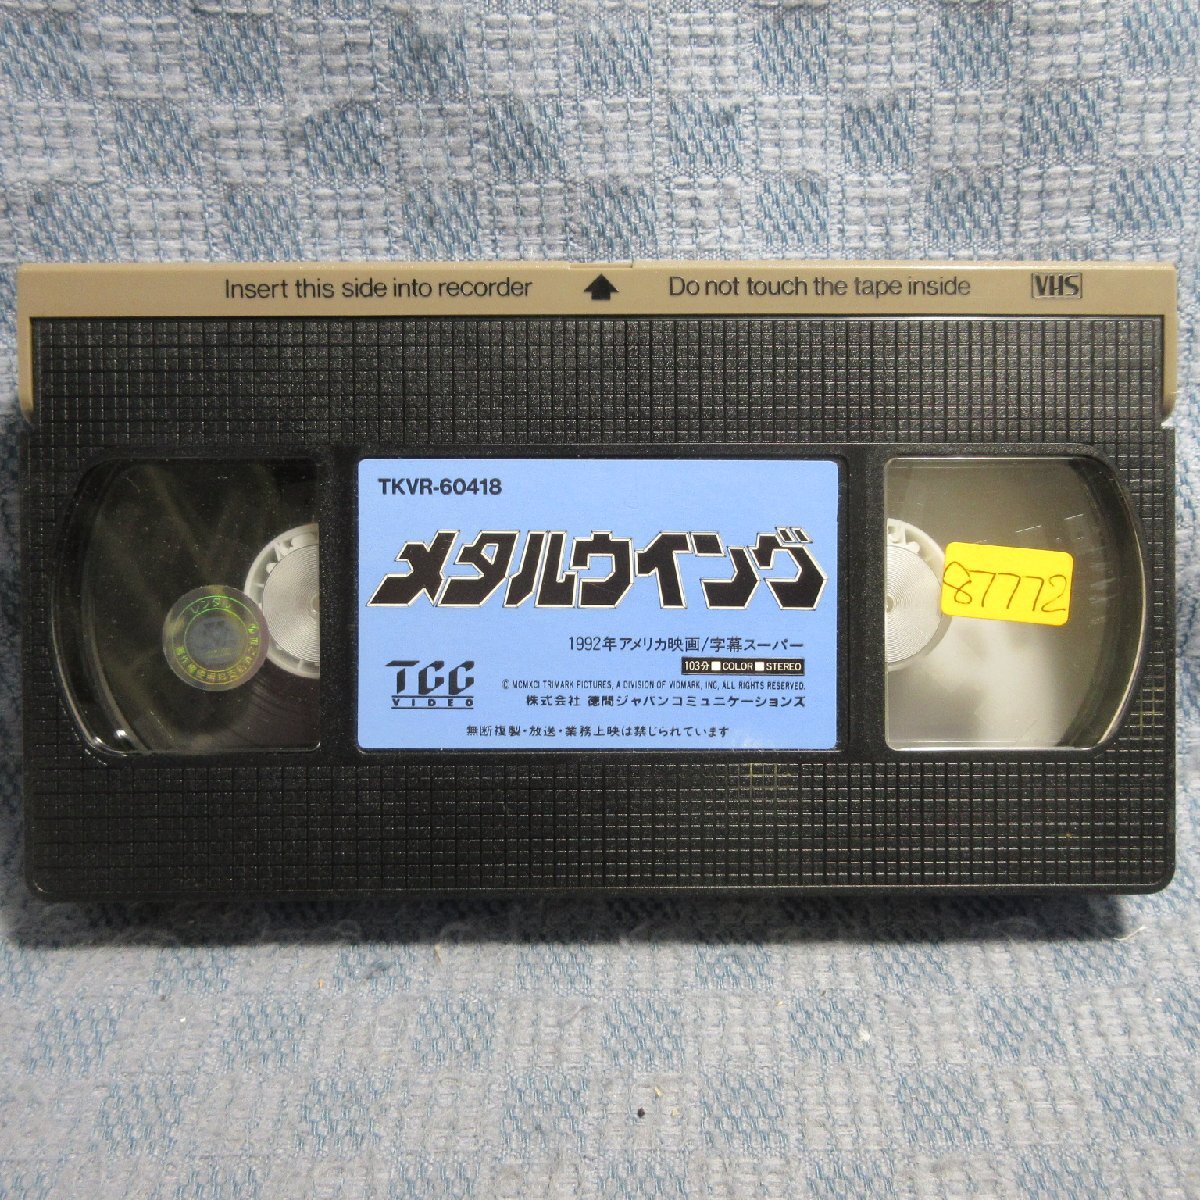 Insert this side into recorder Do not touch the tape inside VHS
TKVR-60418
メタルウイング
1992年アメリカ映画/字幕スーパー
103分 ■COLOR ■STEREO
TCC
VIDEO
© MCMXCI TRIMARK PICTURES, A DIVISION OF VIDMARK, INC, ALL RIGHTS RESERVED.
株式会社 徳間ジャパンコミュニケーションズ
無断複製・放送・業務上映は禁じられています
レンタル
87772